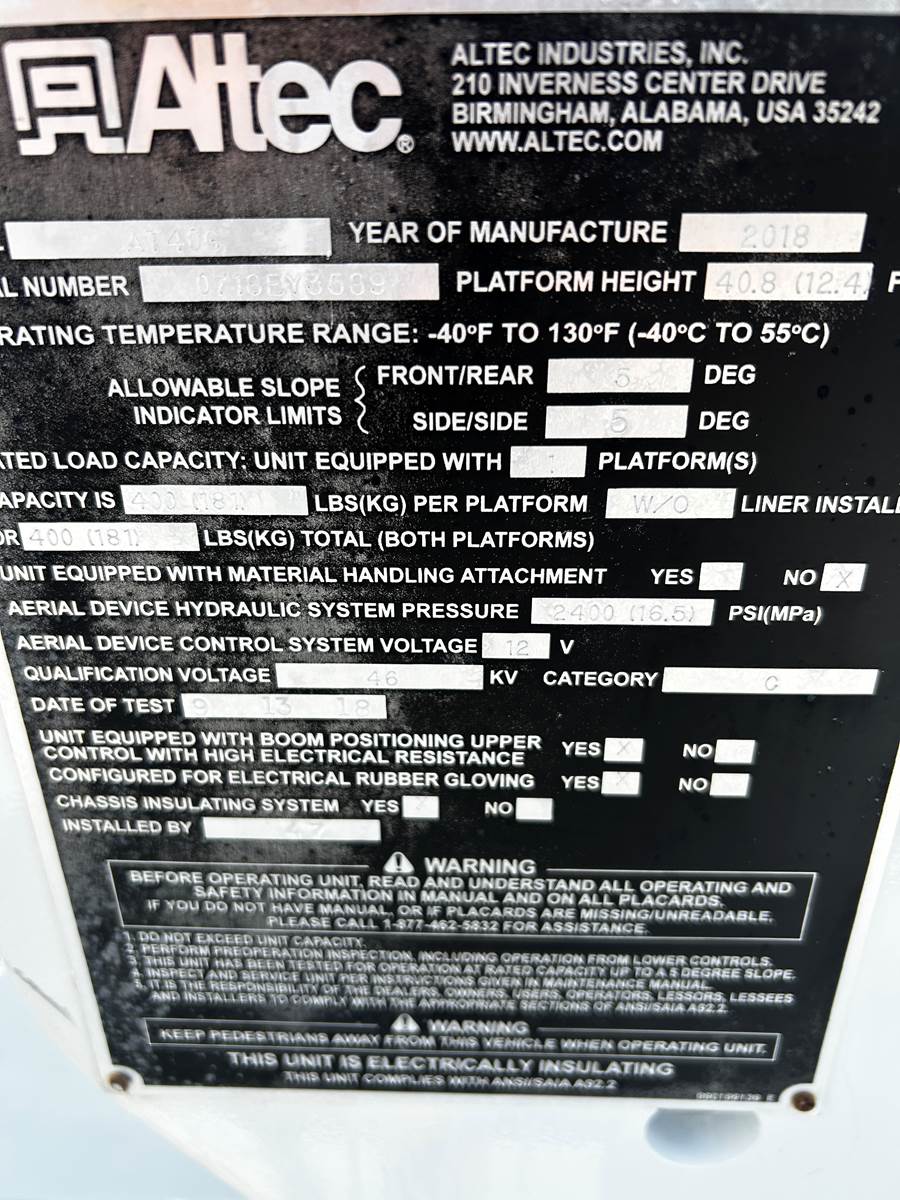 Altec®
ALTEC INDUSTRIES, INC.
210 INVERNESS CENTER DRIVE
BIRMINGHAM, ALABAMA, USA 35242
WWW.ALTEC.COM
YEAR OF MANUFACTURE 2018
L NUMBER PLATFORM HEIGHT 40.8 (12.4) F
RATING TEMPERATURE RANGE: -40°F TO 130°F (-40°C TO 55°C)
ALLOWABLE SLOPE INDICATOR LIMITS
FRONT/REAR 5 DEG
SIDE/SIDE 5 DEG
TED LOAD CAPACITY: UNIT EQUIPPED WITH 1 PLATFORM(S)
APACITY IS 400 (181) LBS(KG) PER PLATFORM W/O LINER INSTAL
OR 400 (181) LBS(KG) TOTAL (BOTH PLATFORMS)
UNIT EQUIPPED WITH MATERIAL HANDLING ATTACHMENT YES NO X
AERIAL DEVICE HYDRAULIC SYSTEM PRESSURE 2400 (16.5) PSI(MPa)
AERIAL DEVICE CONTROL SYSTEM VOLTAGE 12 V
QUALIFICATION VOLTAGE 46 KV CATEGORY C
DATE OF TEST 9 13 18
UNIT EQUIPPED WITH BOOM POSITIONING UPPER
CONTROL WITH HIGH ELECTRICAL RESISTANCE YES X NO
CONFIGURED FOR ELECTRICAL RUBBER GLOVING YES X NO
CHASSIS INSULATING SYSTEM YES X NO
INSTALLED BY
WARNING
BEFORE OPERATING UNIT, READ AND UNDERSTAND ALL OPERATING AND
SAFETY INFORMATION IN MANUAL AND ON ALL PLACARDS.
IF YOU DO NOT HAVE MANUAL, OR IF PLACARDS ARE MISSING/UNREADABLE,
PLEASE CALL 1-877-462-5832 FOR ASSISTANCE.
1. DO NOT EXCEED UNIT CAPACITY.
2. PERFORM PREOPERATION INSPECTION, INCLUDING OPERATION FROM LOWER CONTROLS.
3. THIS UNIT HAS BEEN TESTED FOR OPERATION AT RATED CAPACITY UP TO A 5 DEGREE SLOPE.
4. INSPECT AND SERVICE UNIT PER INSTRUCTIONS GIVEN IN MAINTENANCE MANUAL.
5. IT IS THE RESPONSIBILITY OF THE DEALERS, OWNERS, USERS, OPERATORS, LESSORS, LESSEES
AND INSTALLERS TO COMPLY WITH THE APPROPRIATE SECTIONS OF ANSI/SAIA A92.2.
WARNING
KEEP PEDESTRIANS AWAY FROM THIS VEHICLE WHEN OPERATING UNIT.
THIS UNIT IS ELECTRICALLY INSULATING
THIS UNIT COMPLIES WITH ANSI/SAIA A92.2